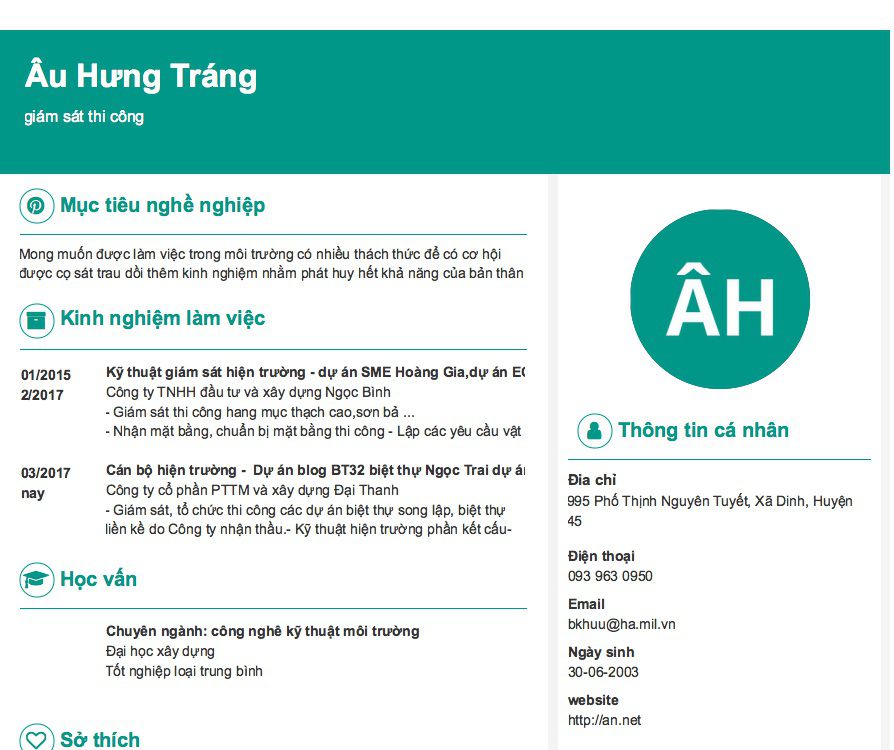 Âu Hưng Tráng
giám sát thi công
Mục tiêu nghề nghiệp
Mong muốn được làm việc trong môi trường có nhiều thách thức để có cơ hội
được cọ sát trau dồi thêm kinh nghiệm nhằm phát huy hết khả năng của bản thân
Kinh nghiệm làm việc
01/2015
2/2017
Kỹ thuật giám sát hiện trường - dự án SME Hoàng Gia,dự án
Công ty TNHH đầu tư và xây dựng Ngọc Bình
- Giám sát thi công hang mục thạch cao,sơn bả ...
- Nhận mặt bằng, chuẩn bị mặt bằng thi công - Lập các yêu cầu vật
03/2017
nay
Cán bộ hiện trường - Dự án blog BT32 biệt thự Ngọc Trai dự
Công ty cổ phần PTTM và xây dựng Đại Thanh
- Giám sát, tổ chức thi công các dự án biệt thự song lập, biệt thự
liền kề do Công ty nhận thầu.- Kỹ thuật hiện trường phần kết cấu-
Học vấn
Chuyên ngành: công nghê kỹ thuật môi trường
Đại học xây dựng
Tốt nghiệp loại trung bình
Sở thích
ÂH
Thông tin cá nhân
Đia chỉ
995 Phố Thịnh Nguyên Tuyết, Xã Dinh, Huyện
45
Điện thoại
093 963 0950
Email
bkhuu@ha.mil.vn
Ngày sinh
30-06-2003
website
http://an.net